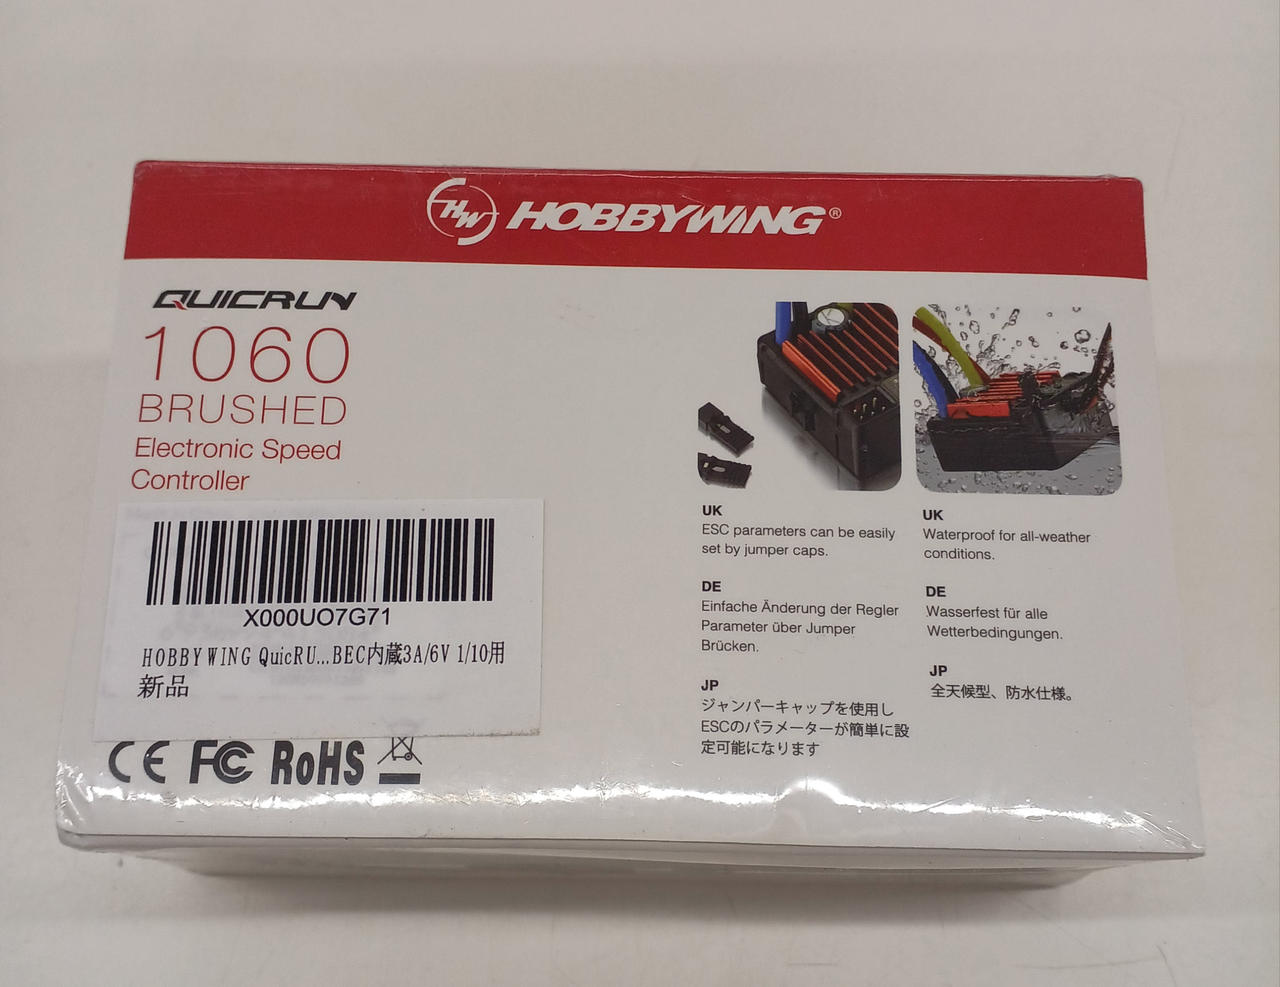 HW HOBBYWING®
QUICRUN
1060
BRUSHED
Electronic Speed
Controller
X000UO7G71
HOBBYWING QuicRU...BEC内蔵3A/6V 1/10用
新品
CE FC RoHS
UK
ESC parameters can be easily
set by jumper caps.
DE
Einfache Änderung der Regler
Parameter über Jumper
Brücken.
JP
ジャンパーキャップを使用し
ESCのパラメーターが簡単に設
定可能になります
UK
Waterproof for all-weather
conditions.
DE
Wasserfest für alle
Wetterbedingungen.
JP
全天候型、防水仕様。